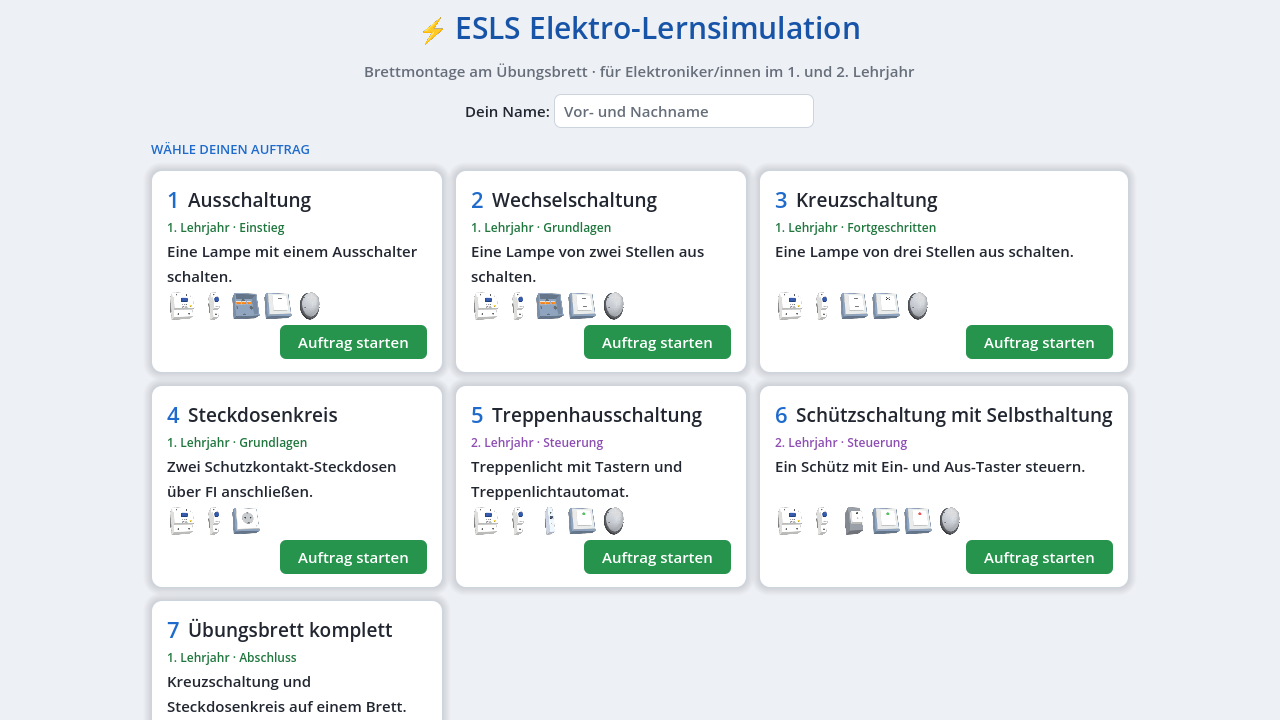 ⚡ ESLS Elektro-Lernsimulation
Brettmontage am Übungsbrett · für Elektroniker/innen im 1. und 2. Lehrjahr
Dein Name: Vor- und Nachname
WÄHLE DEINEN AUFTRAG
1 Ausschaltung
1. Lehrjahr · Einstieg
Eine Lampe mit einem Ausschalter
schalten.
Auftrag starten
2 Wechselschaltung
1. Lehrjahr · Grundlagen
Eine Lampe von zwei Stellen aus
schalten.
Auftrag starten
3 Kreuzschaltung
1. Lehrjahr · Fortgeschritten
Eine Lampe von drei Stellen aus schalten.
Auftrag starten
4 Steckdosenkreis
1. Lehrjahr · Grundlagen
Zwei Schutzkontakt-Steckdosen
über FI anschließen.
Auftrag starten
5 Treppenhausschaltung
2. Lehrjahr · Steuerung
Treppenlicht mit Tastern und
Treppenlichtautomat.
Auftrag starten
6 Schützschaltung mit Selbsthaltung
2. Lehrjahr · Steuerung
Ein Schütz mit Ein- und Aus-Taster steuern.
Auftrag starten
7 Übungsbrett komplett
1. Lehrjahr · Abschluss
Kreuzschaltung und
Steckdosenkreis auf einem Brett.